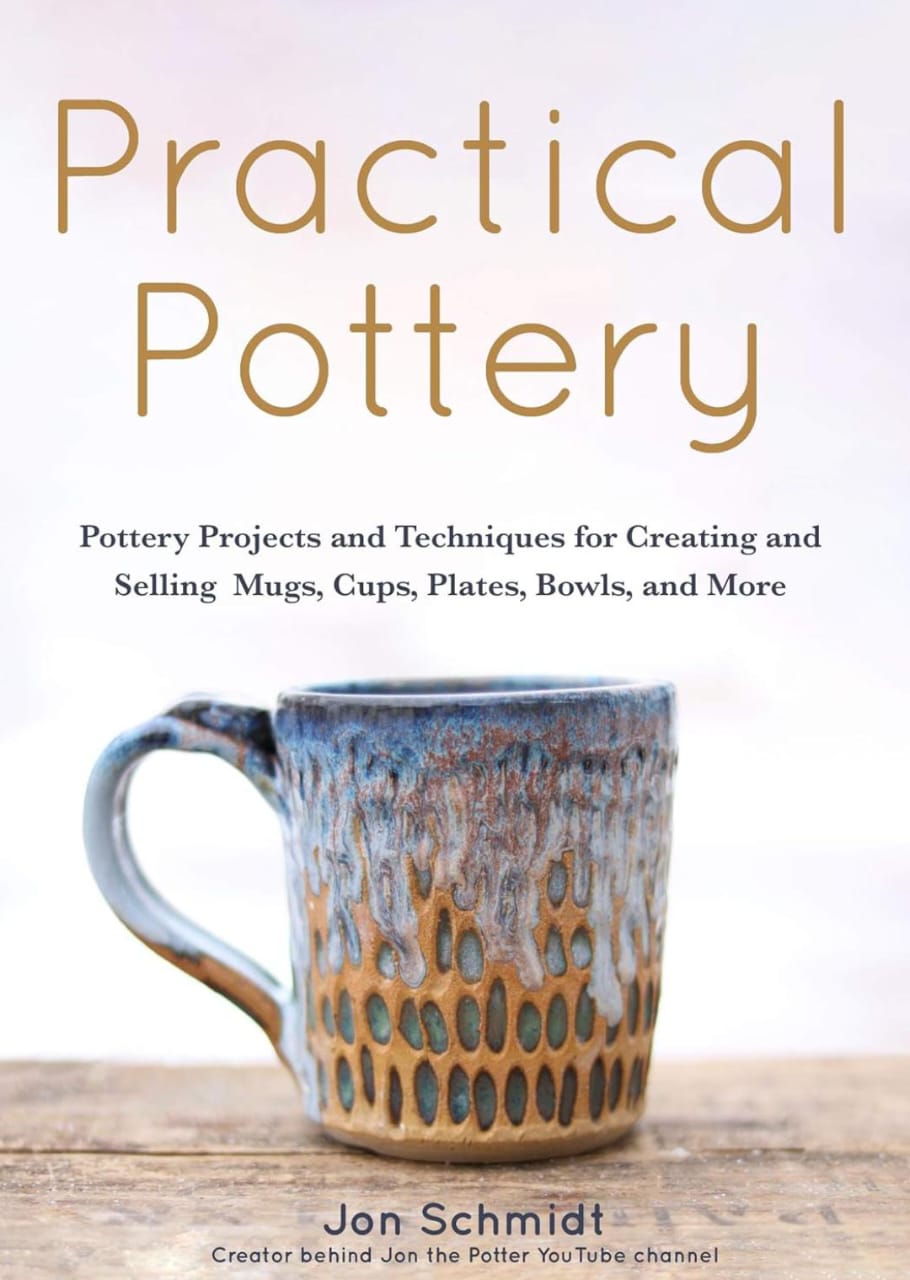 Practical
Pottery
Pottery Projects and Techniques for Creating and
Selling Mugs, Cups, Plates, Bowls, and More
Jon Schmidt
Creator behind Jon the Potter YouTube channel